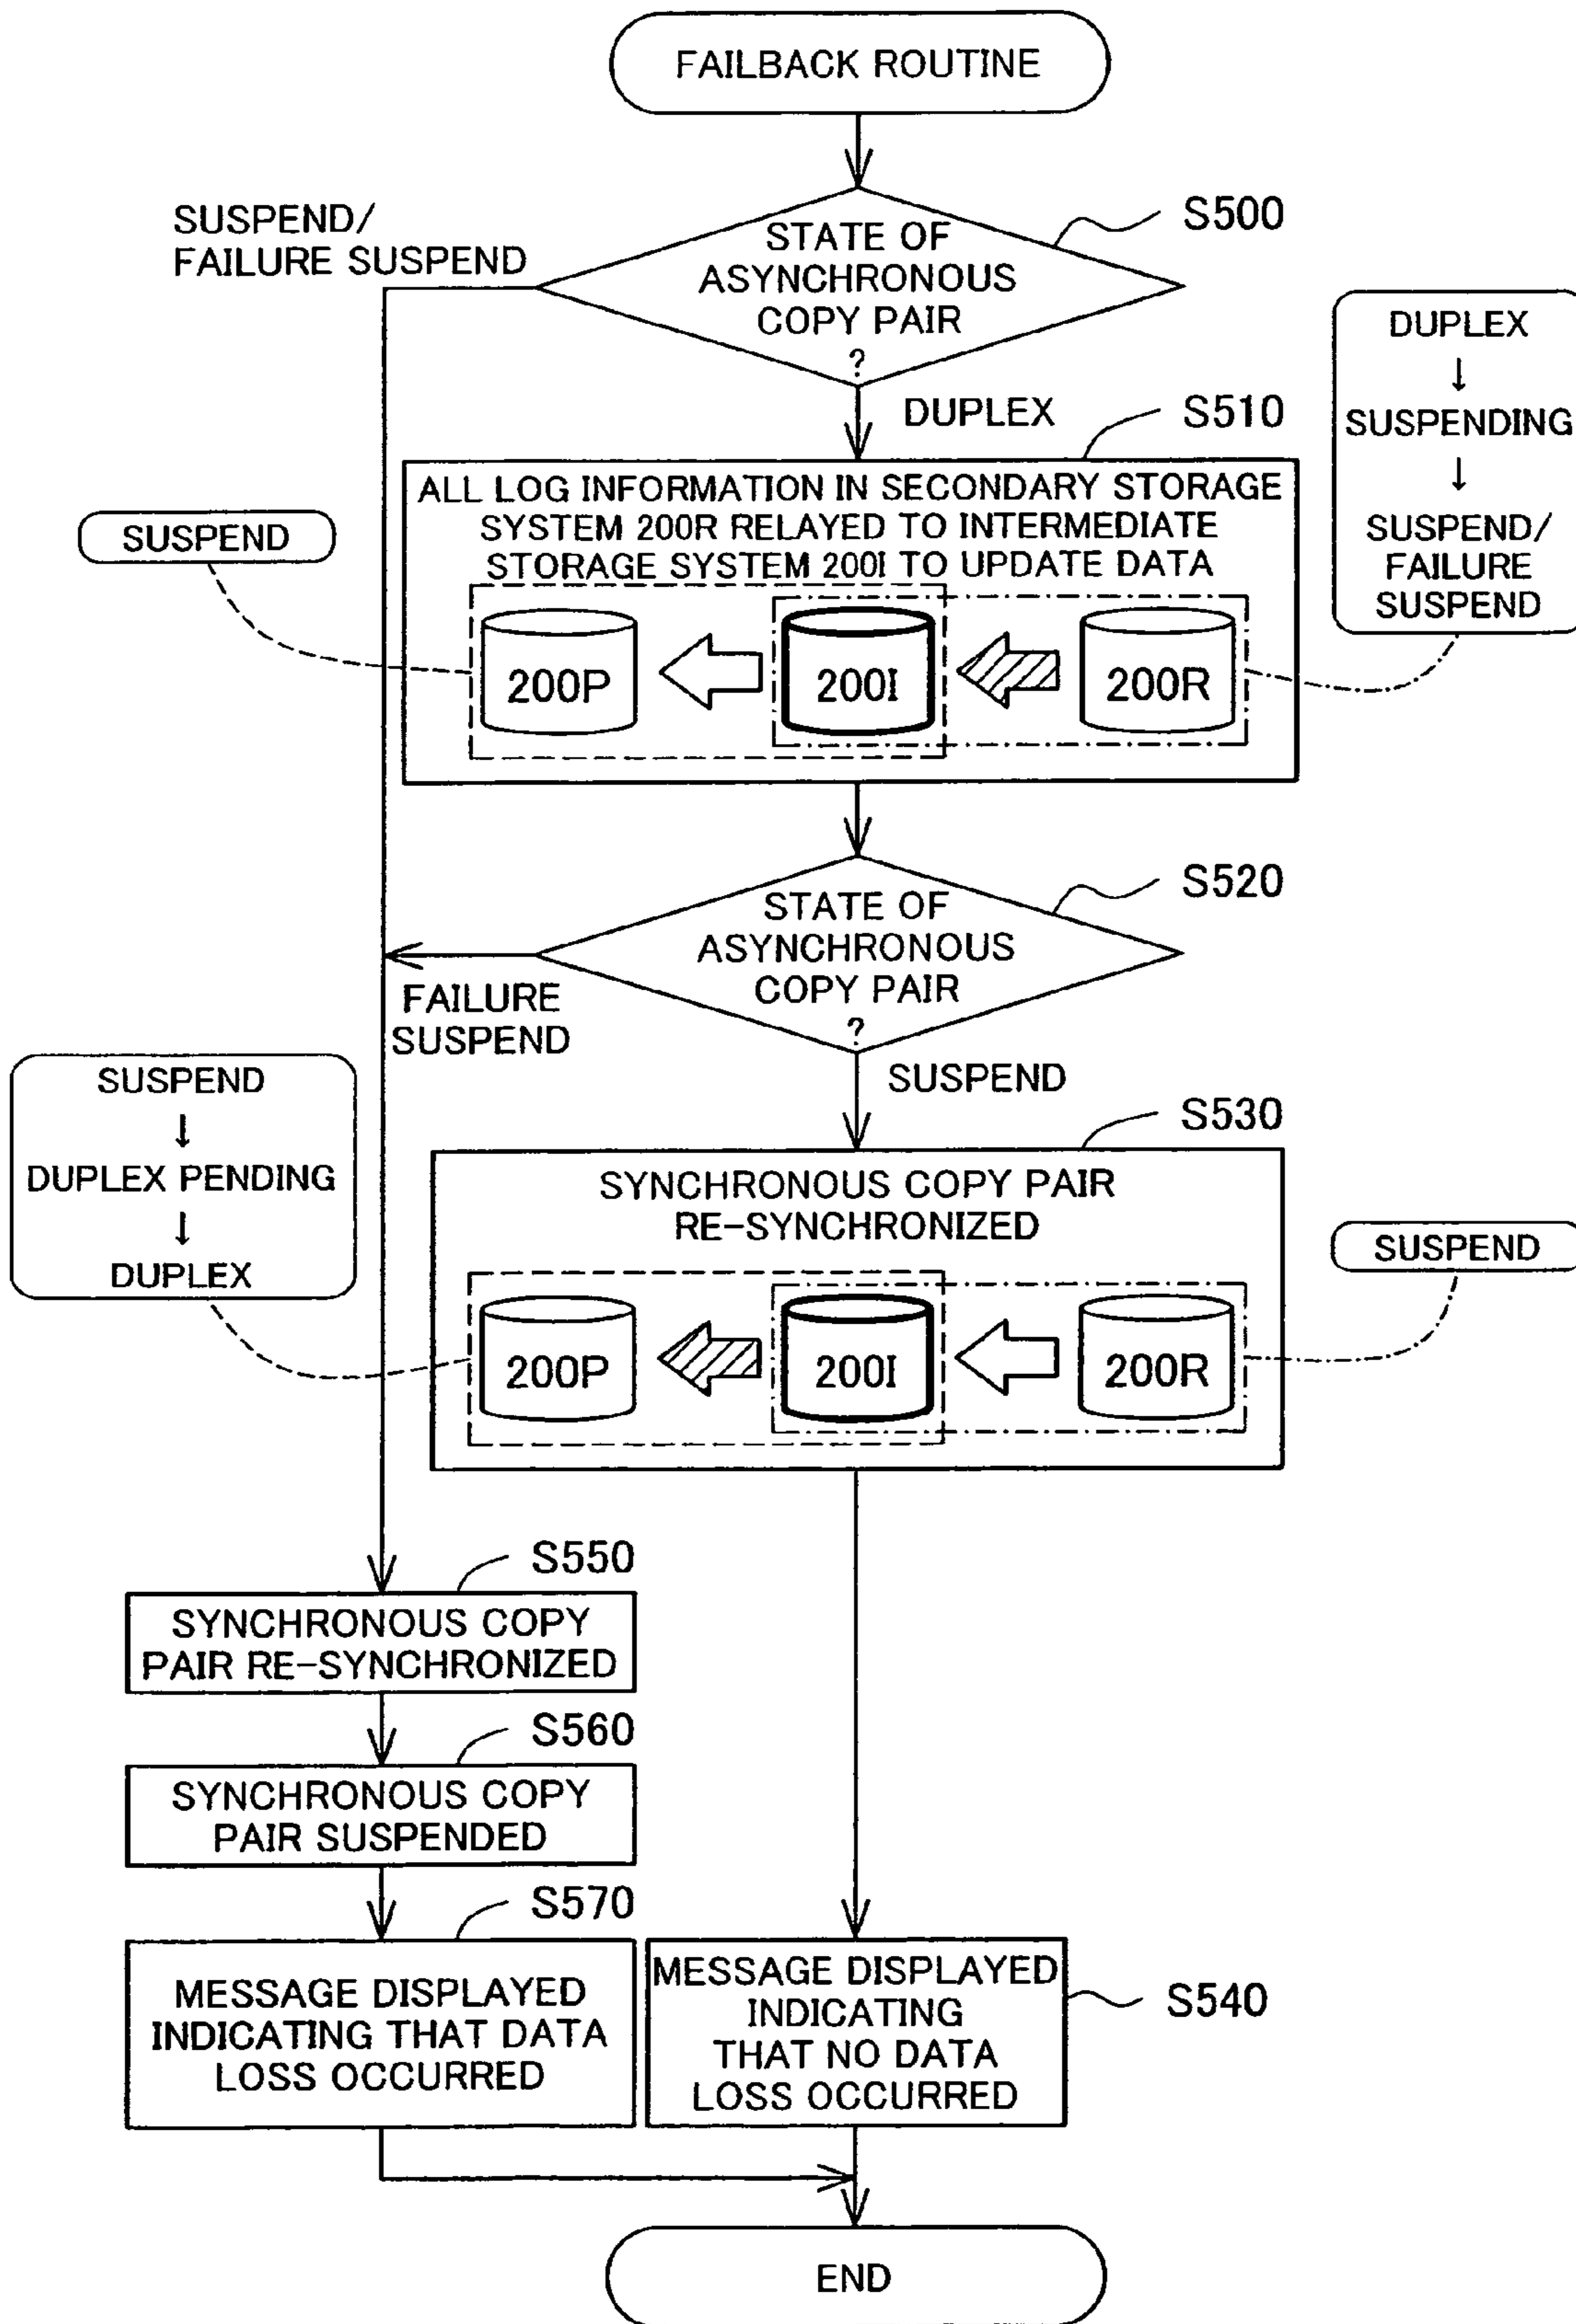 FAILBACK ROUTINE
SUSPEND/
FAILURE SUSPEND
STATE OF
ASYNCHRONOUS
COPY PAIR
?
S500
DUPLEX
S510
DUPLEX
↓
SUSPENDING
↓
SUSPEND/
FAILURE
SUSPEND
SUSPEND
ALL LOG INFORMATION IN SECONDARY STORAGE
SYSTEM 200R RELAYED TO INTERMEDIATE
STORAGE SYSTEM 200I TO UPDATE DATA
200P
200I
200R
STATE OF
ASYNCHRONOUS
COPY PAIR
?
S520
FAILURE
SUSPEND
SUSPEND
S530
SUSPEND
↓
DUPLEX PENDING
↓
DUPLEX
SYNCHRONOUS COPY PAIR
RE-SYNCHRONIZED
SUSPEND
200P
200I
200R
S550
SYNCHRONOUS COPY
PAIR RE-SYNCHRONIZED
S560
SYNCHRONOUS COPY
PAIR SUSPENDED
S570
MESSAGE DISPLAYED
INDICATING THAT DATA
LOSS OCCURRED
MESSAGE DISPLAYED
INDICATING
THAT NO DATA
LOSS OCCURRED
S540
END